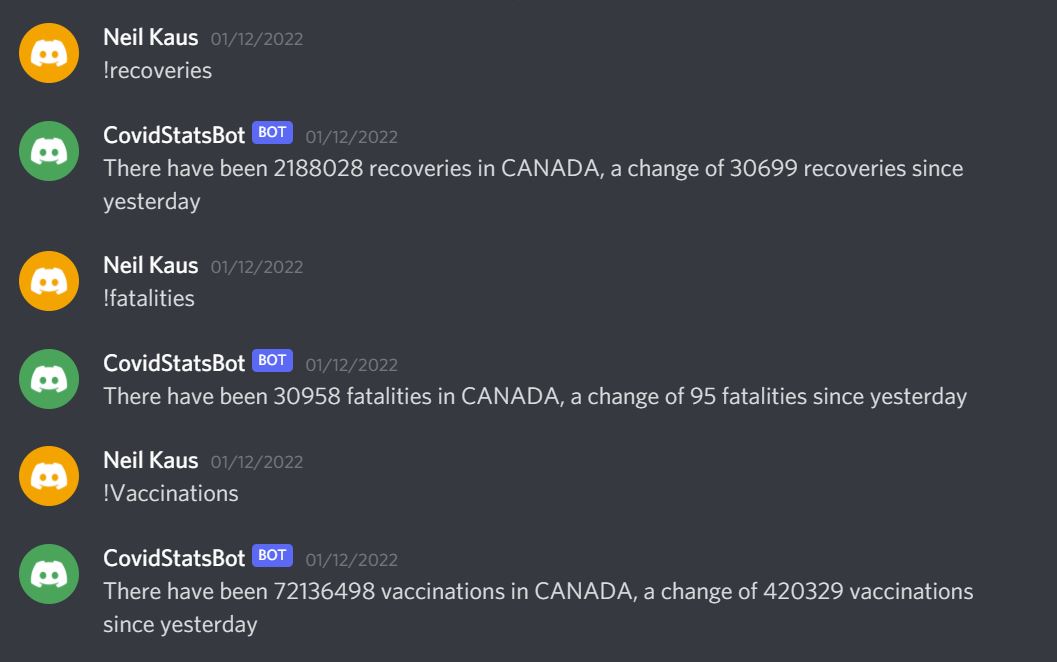 Neil Kaus 01/12/2022
!recoveries
CovidStatsBot BOT 01/12/2022
There have been 2188028 recoveries in CANADA, a change of 30699 recoveries since
yesterday
Neil Kaus 01/12/2022
!fatalities
CovidStatsBot BOT 01/12/2022
There have been 30958 fatalities in CANADA, a change of 95 fatalities since yesterday
Neil Kaus 01/12/2022
!Vaccinations
CovidStatsBot BOT 01/12/2022
There have been 72136498 vaccinations in CANADA, a change of 420329 vaccinations
since yesterday